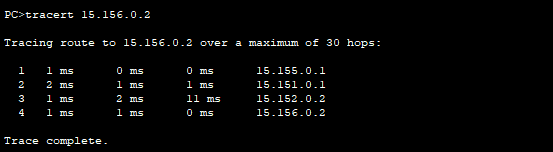 PC>tracert 15.156.0.2
Tracing route to 15.156.0.2 over a maximum of 30 hops:
1 1 ms 0 ms 0 ms 15.155.0.1
2 2 ms 1 ms 1 ms 15.151.0.1
3 1 ms 2 ms 11 ms 15.152.0.2
4 1 ms 1 ms 0 ms 15.156.0.2
Trace complete.